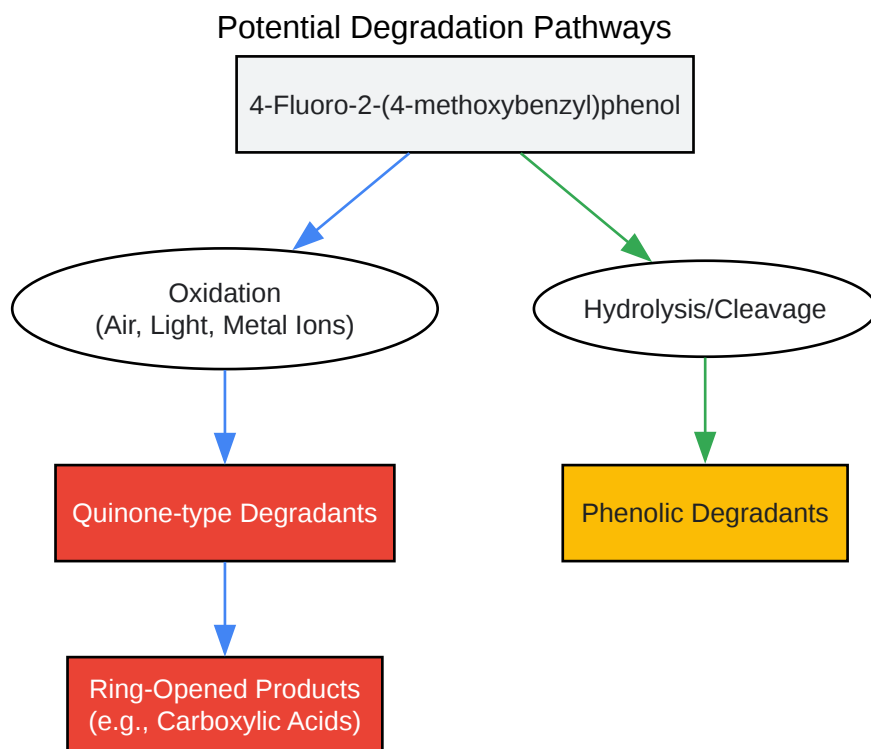 Potential Degradation Pathways
4-Fluoro-2-(4-methoxybenzyl)phenol
Oxidation
(Air, Light, Metal Ions)
Hydrolysis/Cleavage
Quinone-type Degradants
Phenolic Degradants
Ring-Opened Products
(e.g., Carboxylic Acids)